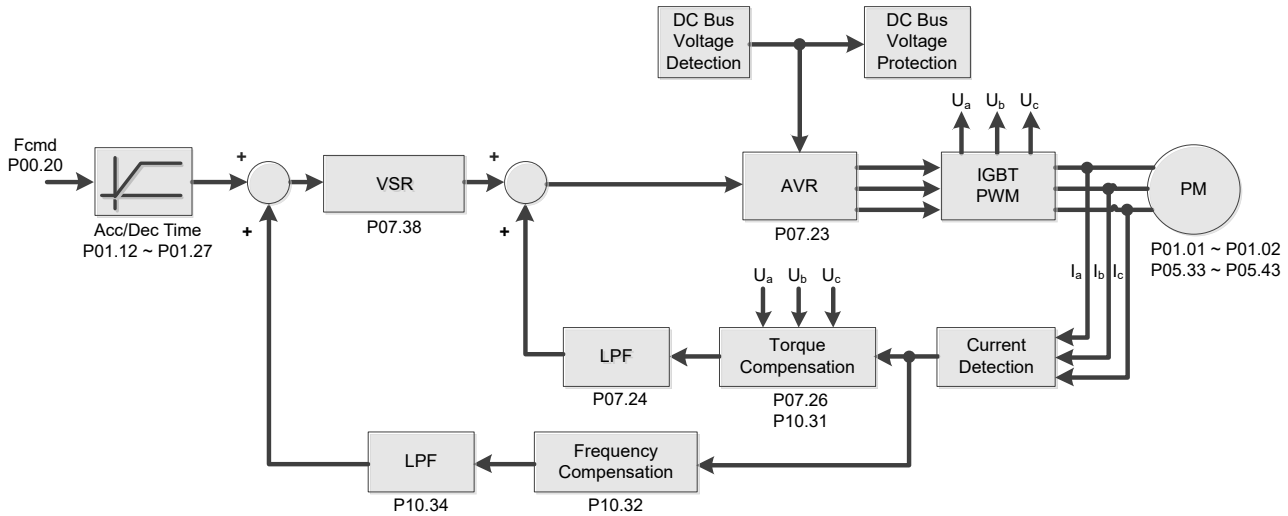 DC Bus
Voltage
Detection
DC Bus
Voltage
Protection
Ua
Ub
Uc
Fcmd
P00.20
+
+
VSR
AVR
IGBT
PWM
PM
Acc/Dec Time
P01.12 ~ P01.27
+
P07.38
+
P07.23
P01.01 ~ P01.02
P05.33 ~ P05.43
Ia
Ib
Ic
Ua
Ub
Uc
LPF
Torque
Compensation
Current
Detection
P07.24
P07.26
P10.31
LPF
Frequency
Compensation
P10.34
P10.32